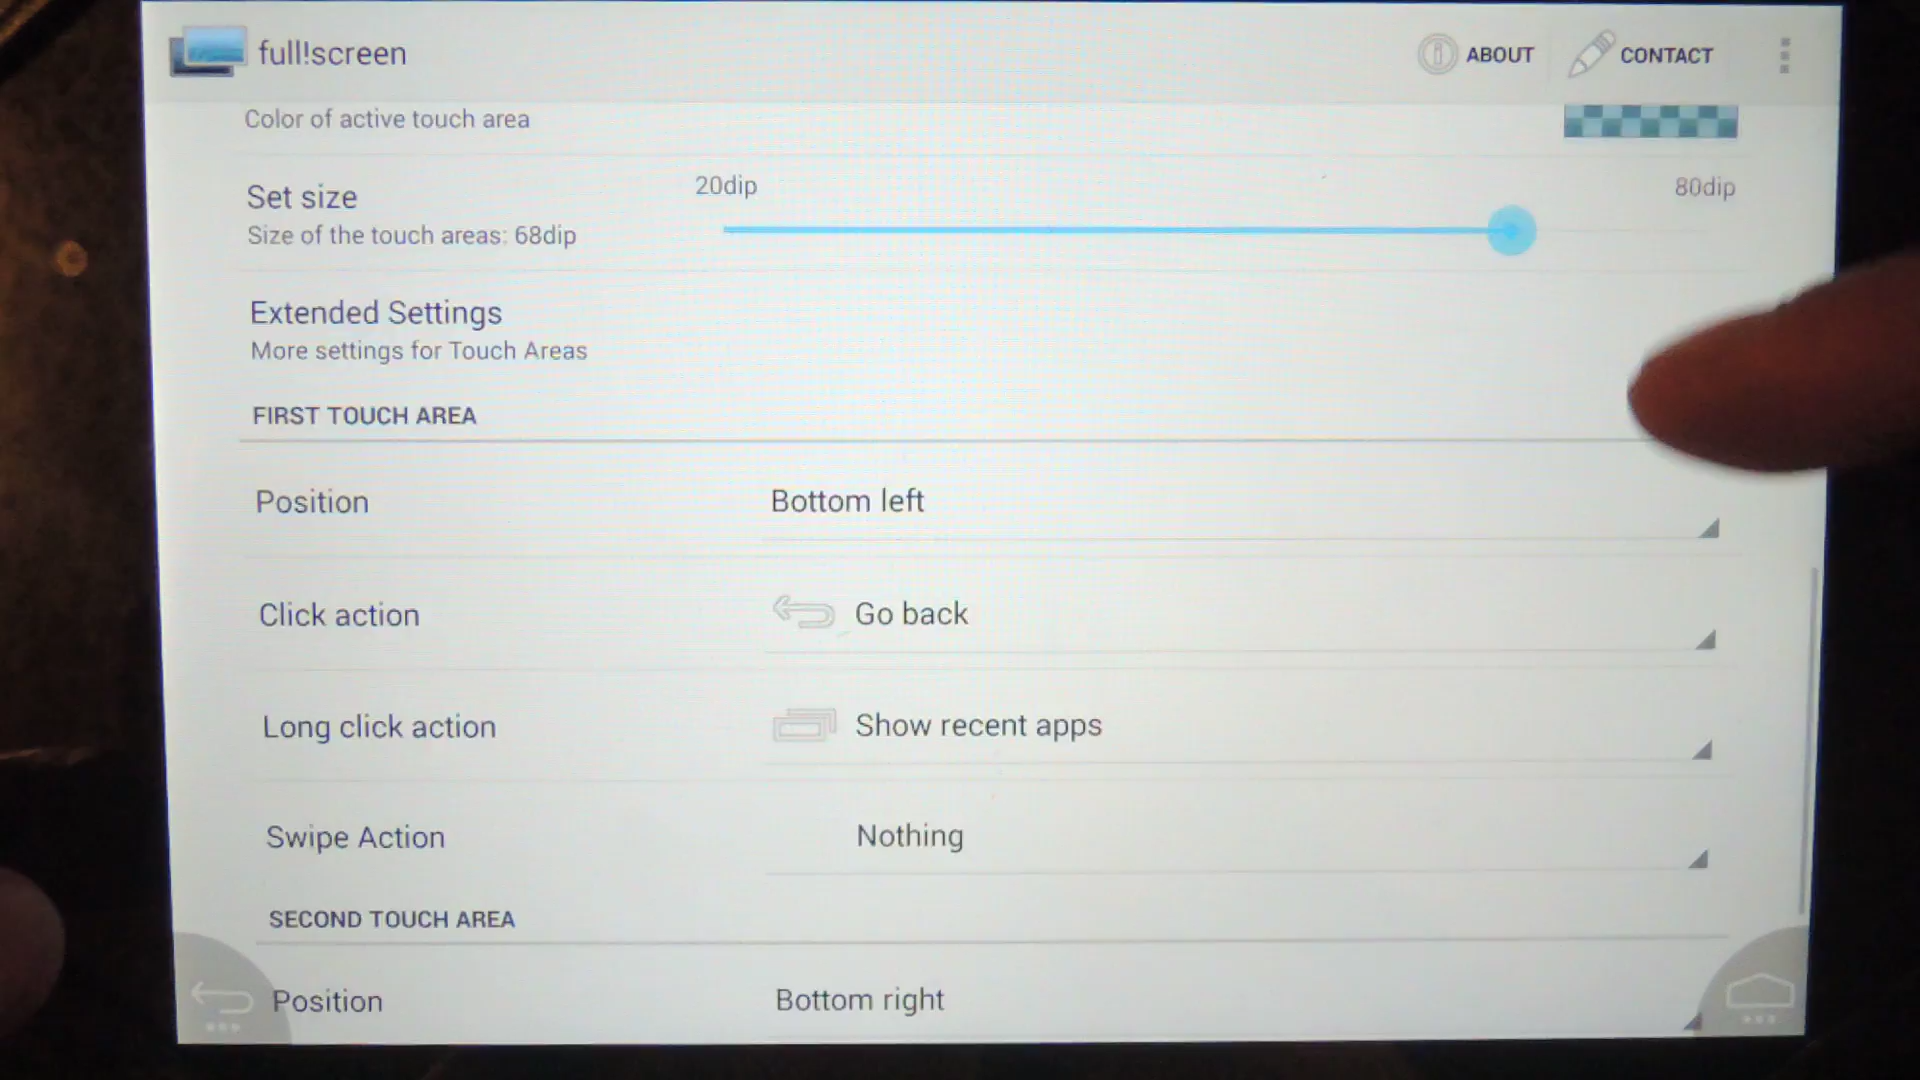 full!screen
ABOUT
CONTACT
Color of active touch area
Set size
20dip
80dip
Size of the touch areas: 68dip
Extended Settings
More settings for Touch Areas
FIRST TOUCH AREA
Position
Bottom left
Click action
Go back
Long click action
Show recent apps
Swipe Action
Nothing
SECOND TOUCH AREA
Position
Bottom right